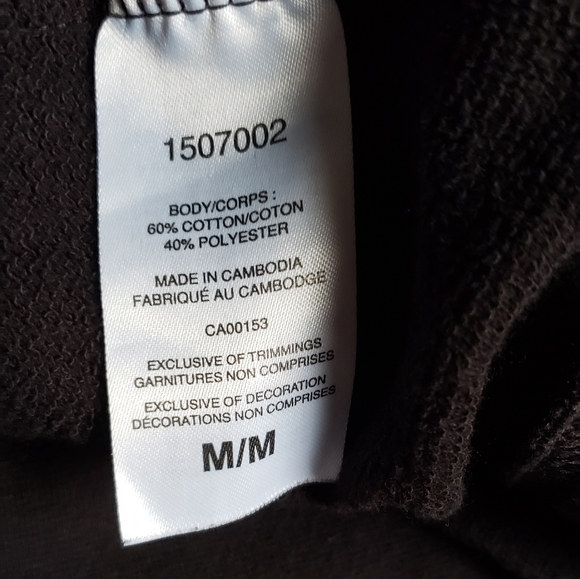 1507002
BODY/CORPS :
60% COTTON/COTON
40% POLYESTER
MADE IN CAMBODIA
FABRIQUÉ AU CAMBODGE
CA00153
EXCLUSIVE OF TRIMMINGS
GARNITURES NON COMPRISES
EXCLUSIVE OF DECORATION
DÉCORATIONS NON COMPRISES
M/M